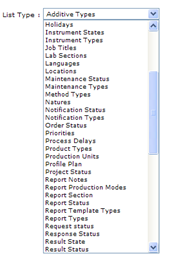 List Type : Additive Types
Holidays
Instrument States
Instrument Types
Job Titles
Lab Sections
Languages
Locations
Maintenance Status
Maintenance Types
Method Types
Natures
Notification Status
Notification Types
Order Status
Priorities
Process Delays
Product Types
Production Units
Profile Plan
Project Status
Report Notes
Report Production Modes
Report Section
Report Status
Report Template Types
Report Types
Request status
Response Status
Result State
Result Status